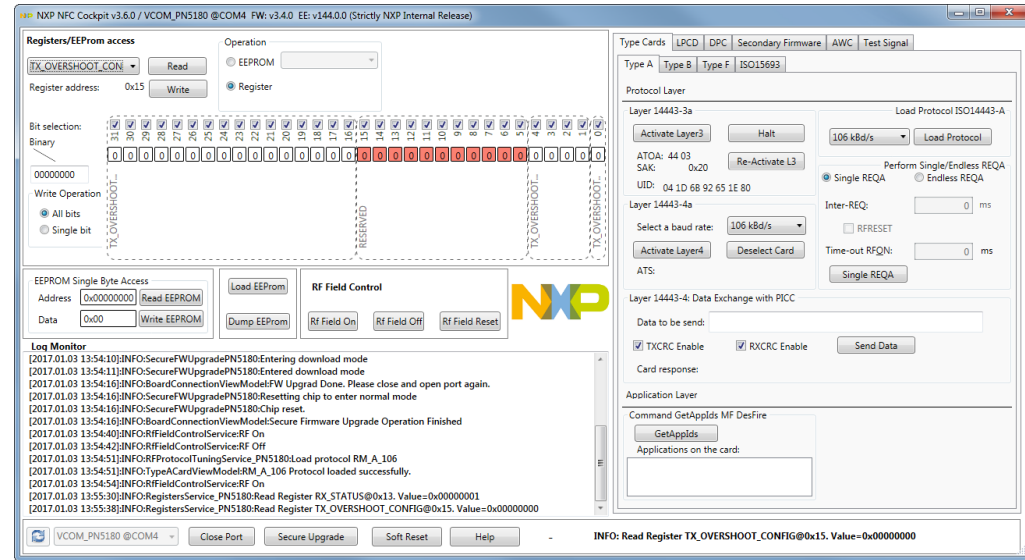 NXP NFC Cockpit v3.6.0 / VCOM_PN5180 @COM4 FW: v3.4.0 EE: v144.0.0 (Strictly NXP Internal Release)
Registers/EEProm access
TX_OVERSHOOT_CON
Read
Register address: 0x15
Write
Operation
EEPROM
Register
Bit selection:
31 30 29 28 27 26 25 24 23 22 21 20 19 18 17 16 15 14 13 12 11 10 9 8 7 6 5 4 3 2 1 0
Binary
0 0 0 0 0 0 0 0 0 0 0 0 0 0 0 0 0 0 0 0 0 0 0 0 0 0 0 0 0 0 0 0
00000000
Write Operation
All bits
Single bit
TX_OVERSHOOT...
RESERVED
TX_OVERSHOOT...
TX_OVERSHOOT...
EEPROM Single Byte Access
Address 0x00000000 Read EEPROM
Data 0x00 Write EEPROM
Load EEProm
Dump EEProm
RF Field Control
Rf Field On Rf Field Off Rf Field Reset
NXP
Log Monitor
[2017.01.03 13:54:10]:INFO:SecureFWUpgradePN5180:Entering download mode
[2017.01.03 13:54:11]:INFO:SecureFWUpgradePN5180:Entered download mode
[2017.01.03 13:54:16]:INFO:BoardConnectionViewModel:FW Upgrad Done. Please close and open port again.
[2017.01.03 13:54:16]:INFO:SecureFWUpgradePN5180:Resetting chip to enter normal mode
[2017.01.03 13:54:16]:INFO:SecureFWUpgradePN5180:Chip reset.
[2017.01.03 13:54:16]:INFO:BoardConnectionViewModel:Secure Firmware Upgrade Operation Finished
[2017.01.03 13:54:40]:INFO:RfFieldControlService:RF On
[2017.01.03 13:54:42]:INFO:RfFieldControlService:RF Off
[2017.01.03 13:54:51]:INFO:RFProtocolTuningService_PN5180:Load protocol RM_A_106
[2017.01.03 13:54:51]:INFO:TypeACardViewModel:RM_A_106 Protocol loaded successfully.
[2017.01.03 13:54:54]:INFO:RfFieldControlService:RF On
[2017.01.03 13:55:30]:INFO:RegistersService_PN5180:Read Register RX_STATUS@0x13. Value=0x00000001
[2017.01.03 13:55:38]:INFO:RegistersService_PN5180:Read Register TX_OVERSHOOT_CONFIG@0x15. Value=0x00000000
Type Cards LPCD DPC Secondary Firmware AWC Test Signal
Type A Type B Type F ISO15693
Protocol Layer
Layer 14443-3a
Activate Layer3 Halt
ATQA: 44 03
SAK: 0x20
Re-Activate L3
UID: 04 1D 6B 92 65 1E 80
Load Protocol ISO14443-A
106 kBd/s Load Protocol
Perform Single/Endless REQA
Single REQA Endless REQA
Inter-REQ: 0 ms
RFRESET
Time-out RFON: 0 ms
Single REQA
Layer 14443-4a
Select a baud rate: 106 kBd/s
Activate Layer4 Deselect Card
ATS:
Layer 14443-4: Data Exchange with PICC
Data to be send:
TXCRC Enable RXCRC Enable Send Data
Card response:
Application Layer
Command GetAppIds MF DesFire
GetAppIds
Applications on the card:
VCOM_PN5180 @COM4 Close Port Secure Upgrade Soft Reset Help - INFO: Read Register TX_OVERSHOOT_CONFIG@0x15. Value=0x00000000